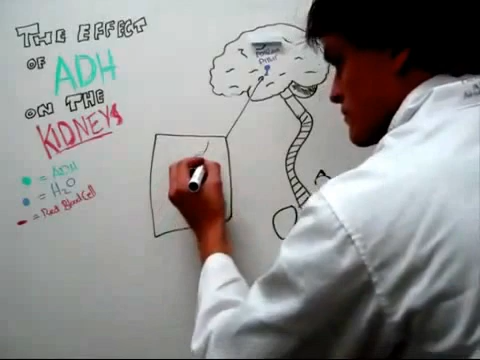 THE EFFECT
OF ADH
ON THE
KIDNEYS
= ADH
= H2O
= Red Blood Cell